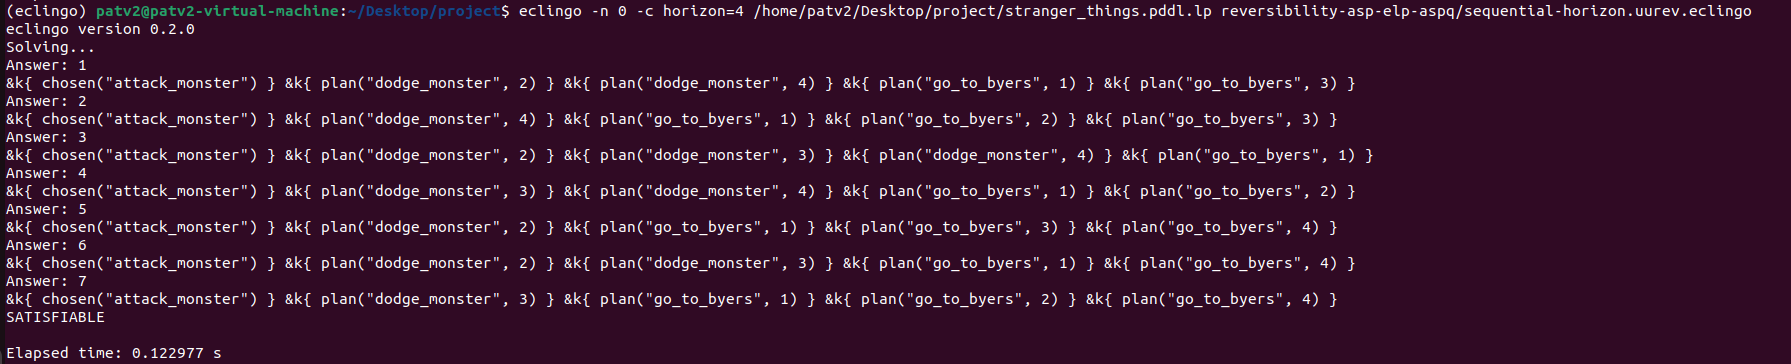 (eclingo) patv2@patv2-virtual-machine:~/Desktop/project$ eclingo -n 0 -c horizon=4 /home/patv2/Desktop/project/stranger_things.pddl.lp reversibility-asp-elp-aspq/sequential-horizon.uurev.eclingo
eclingo version 0.2.0
Solving...
Answer: 1
&k{ chosen("attack_monster") } &k{ plan("dodge_monster", 2) } &k{ plan("dodge_monster", 4) } &k{ plan("go_to_byers", 1) } &k{ plan("go_to_byers", 3) }
Answer: 2
&k{ chosen("attack_monster") } &k{ plan("dodge_monster", 4) } &k{ plan("go_to_byers", 1) } &k{ plan("go_to_byers", 2) } &k{ plan("go_to_byers", 3) }
Answer: 3
&k{ chosen("attack_monster") } &k{ plan("dodge_monster", 2) } &k{ plan("dodge_monster", 3) } &k{ plan("dodge_monster", 4) } &k{ plan("go_to_byers", 1) }
Answer: 4
&k{ chosen("attack_monster") } &k{ plan("dodge_monster", 3) } &k{ plan("dodge_monster", 4) } &k{ plan("go_to_byers", 1) } &k{ plan("go_to_byers", 2) }
Answer: 5
&k{ chosen("attack_monster") } &k{ plan("dodge_monster", 2) } &k{ plan("go_to_byers", 1) } &k{ plan("go_to_byers", 3) } &k{ plan("go_to_byers", 4) }
Answer: 6
&k{ chosen("attack_monster") } &k{ plan("dodge_monster", 2) } &k{ plan("dodge_monster", 3) } &k{ plan("go_to_byers", 1) } &k{ plan("go_to_byers", 4) }
Answer: 7
&k{ chosen("attack_monster") } &k{ plan("dodge_monster", 3) } &k{ plan("go_to_byers", 1) } &k{ plan("go_to_byers", 2) } &k{ plan("go_to_byers", 4) }
SATISFIABLE
Elapsed time: 0.122977 s